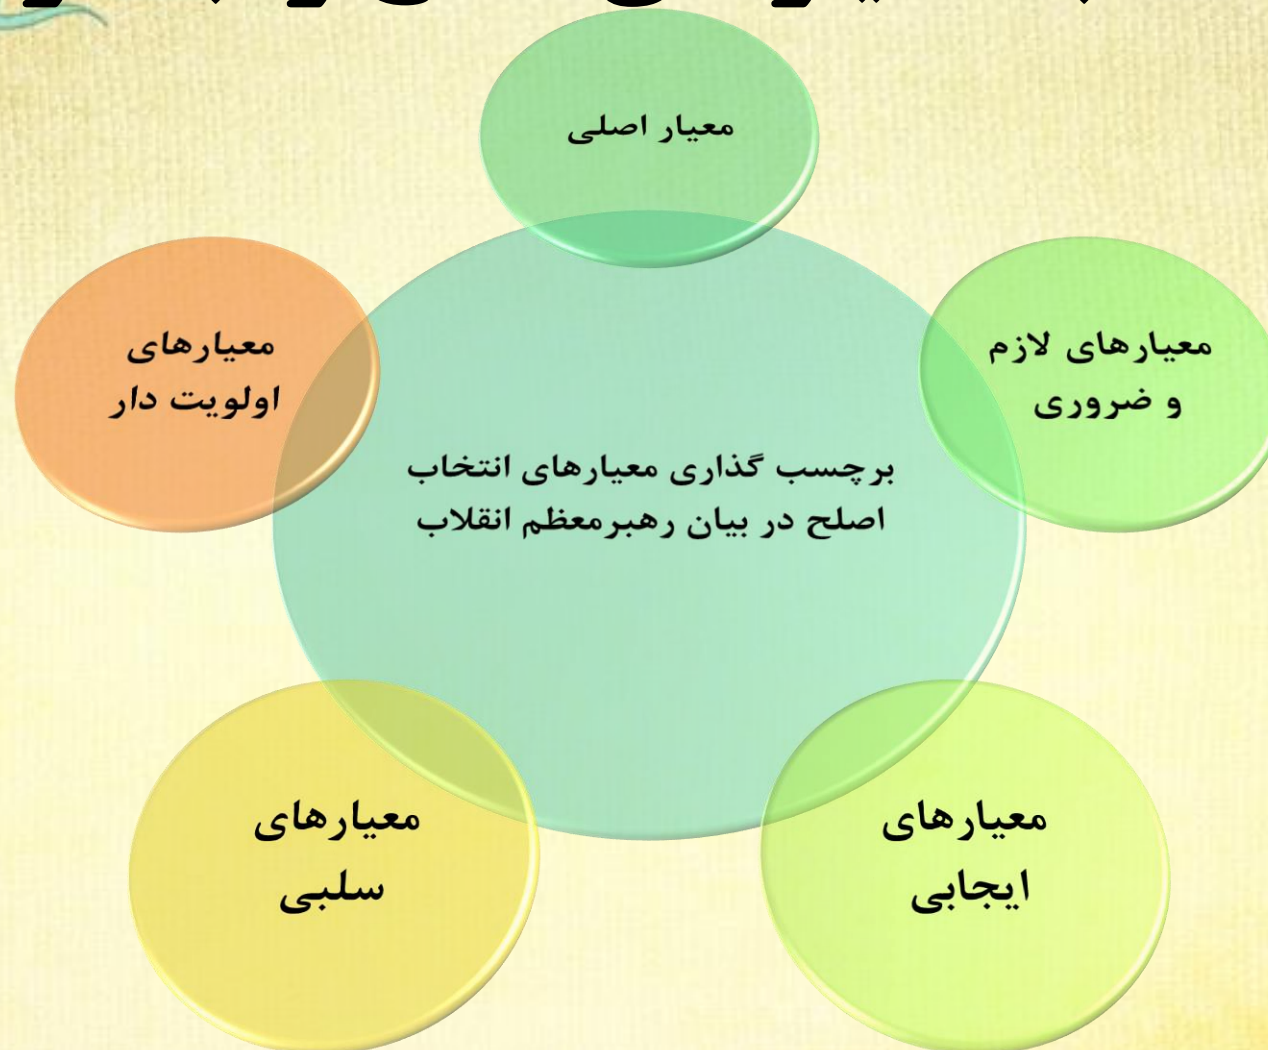 معیار اصلی
معیارهای لازم
و ضروری
معیارهای
اولویت دار
برچسب گذاری معیارهای انتخاب
اصلح در بیان رهبرمعظم انقلاب
معیارهای
ایجابی
معیارهای
سلبی